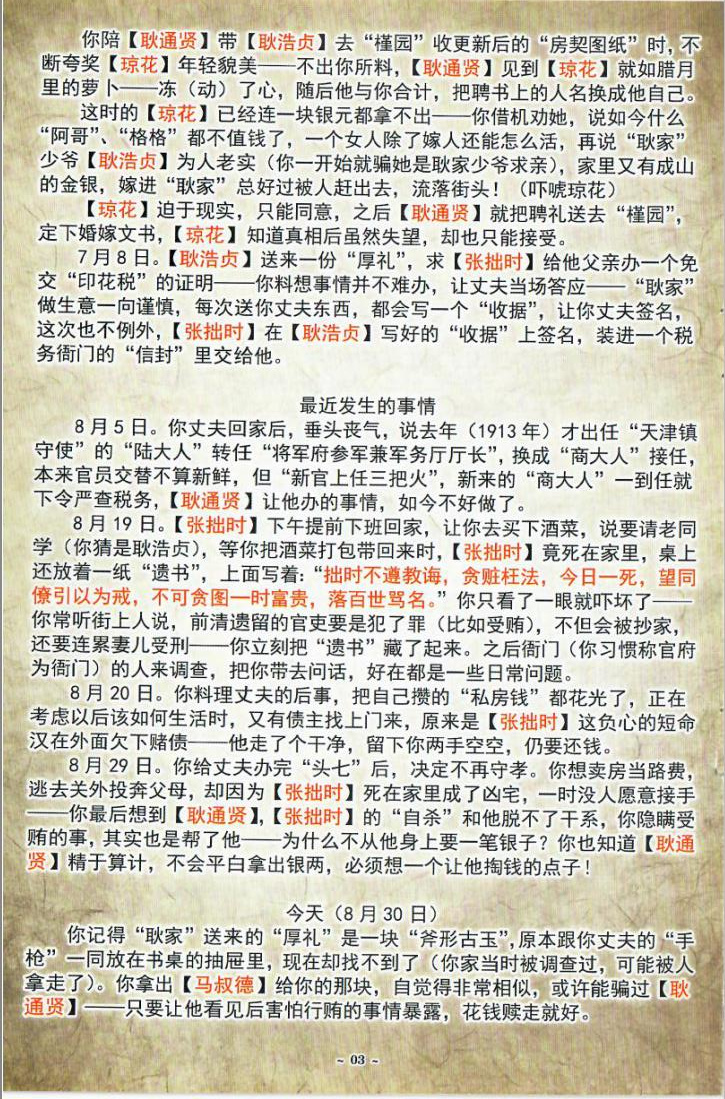 你陪【耿通贤】带【耿浩贞】去“槿园”收更新后的“房契图纸”时,不
断夸奖【琼花】年轻貌美——不出你所料,【耿通贤】见到【琼花】就如腊月
里的萝卜——冻(动)了心,随后他与你合计,把聘书上的人名换成他自己。
这时的【琼花】已经连一块银元都拿不出——你借机劝她,说如今什么
“阿哥”、“格格”都不值钱了,一个女人除了嫁人还能怎么活,再说“耿家”
少爷【耿浩贞】为人老实(你一开始就骗她是耿家少爷求亲),家里又有成山
的金银,嫁进“耿家”总好过被人赶出去,流落街头!(吓唬琼花)
【琼花】迫于现实,只能同意,之后【耿通贤】就把聘礼送去“槿园”,
定下婚嫁文书,【琼花】知道真相后虽然失望,却也只能接受。
7月8日。【耿浩贞】送来一份“厚礼”,求【张拙时】给他父亲办一个免
交“印花税”的证明——你料想事情并不难办,让丈夫当场答应——“耿家”
做生意一向谨慎,每次送你丈夫东西,都会写一个“收据”,让你丈夫签名,
这次也不例外,【张拙时】在【耿浩贞】写好的“收据”上签名,装进一个税
务衙门的“信封”里交给他。
最近发生的事情
8月5日。你丈夫回家后,垂头丧气,说去年(1913年)才出任“天津镇
守使”的“陆大人”转任“将军府参军兼军务厅厅长”,换成“商大人”接任,
本来官员交替不算新鲜,但“新官上任三把火”,新来的“商大人”一到任就
下令严查税务,【耿通贤】让他办的事情,如今不好做了。
8月19日。【张拙时】下午提前下班回家,让你去买下酒菜,说要请老同
学(你猜是耿浩贞),等你把酒菜打包带回来时,【张拙时】竟死在家里,桌上
还放着一纸“遗书”,上面写着:“拙时不遵教诲,贪赃枉法,今日一死,望同
僚引以为戒,不可贪图一时富贵,落百世骂名。”你只看了一眼就吓坏了——
你常听街上人说,前清遗留的官吏要是犯了罪(比如受贿),不但会被抄家,
还要连累妻儿受刑——你立刻把“遗书”藏了起来。之后衙门(你习惯称官府
为衙门)的人来调查,把你带去问话,好在都是一些日常问题。
8月20日。你料理丈夫的后事,把自己攒的“私房钱”都花光了,正在
考虑以后该如何生活时,又有债主找上门来,原来是【张拙时】这负心的短命
汉在外面欠下赌债——他走了个干净,留下你两手空空,仍要还钱。
8月29日。你给丈夫办完“头七”后,决定不再守孝。你想卖房当路费,
逃去关外投奔父母,却因为【张拙时】死在家里成了凶宅,一时没人愿意接手
——你最后想到【耿通贤】,【张拙时】的“自杀”和他脱不了干系,你隐瞒受
贿的事,其实也是帮了他——为什么不从他身上要一笔银子?你也知道【耿通
贤】精于算计,不会平白拿出银两,必须想一个让他掏钱的点子!
今天(8月30日)
你记得“耿家”送来的“厚礼”是一块“斧形古玉”,原本跟你丈夫的“手
枪”一同放在书桌的抽屉里,现在却找不到了(你家当时被调查过,可能被人
拿走了)。你拿出【马叔德】给你的那块,自觉得非常相似,或许能骗过【耿
通贤】——只要让他看见后害怕行贿的事情暴露,花钱赎走就好。
~ 03 ~